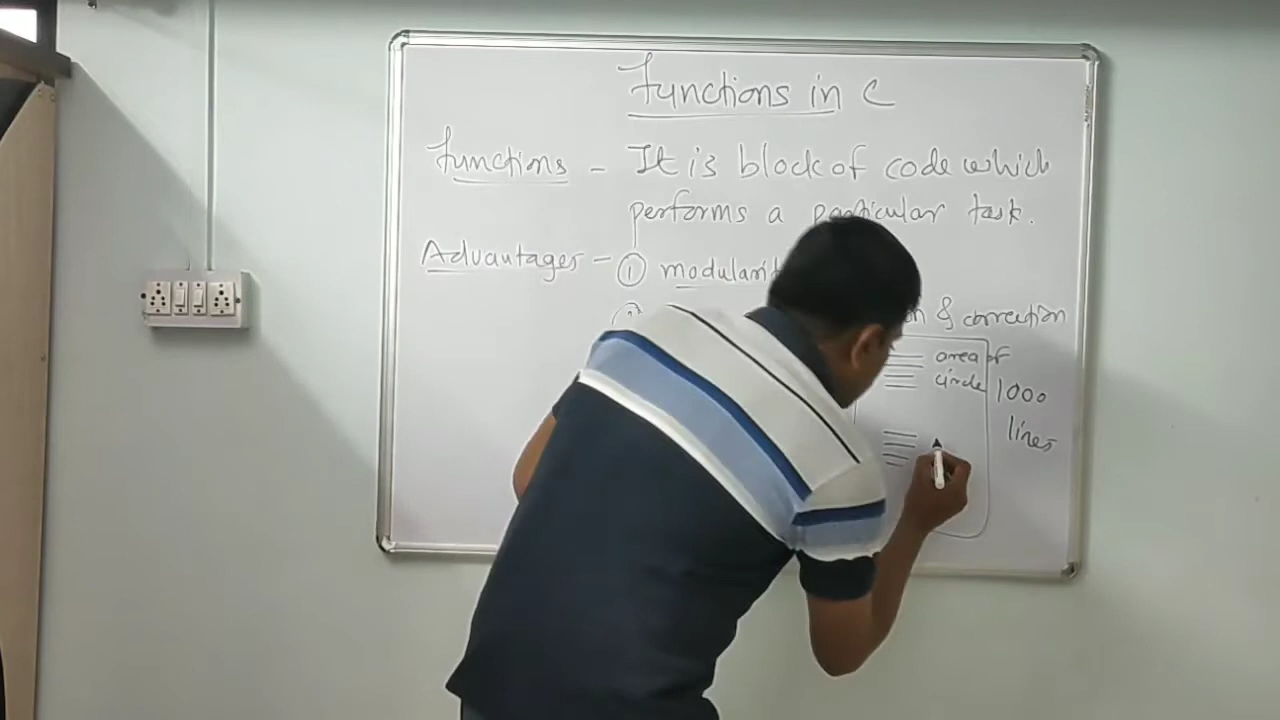 Functions in C
Functions - It is block of code which
performs a particular task.
Advantages - ① modularit
& correction
area of
circle
1000
lines